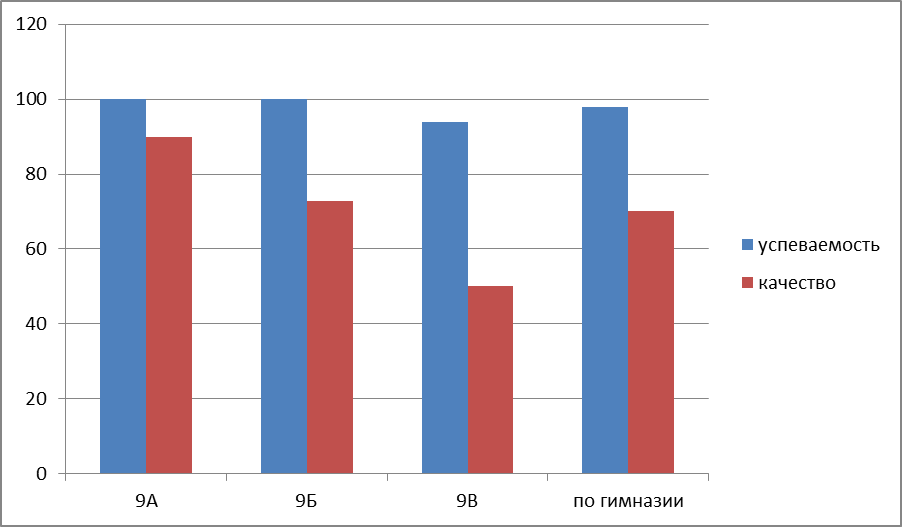 120
100
80
60
40
20
0
9А
9Б
9В
по гимназии
успеваемость
качество